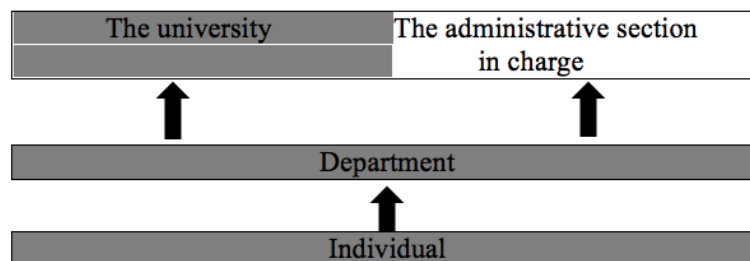 The university
The administrative section
in charge
Department
Individual